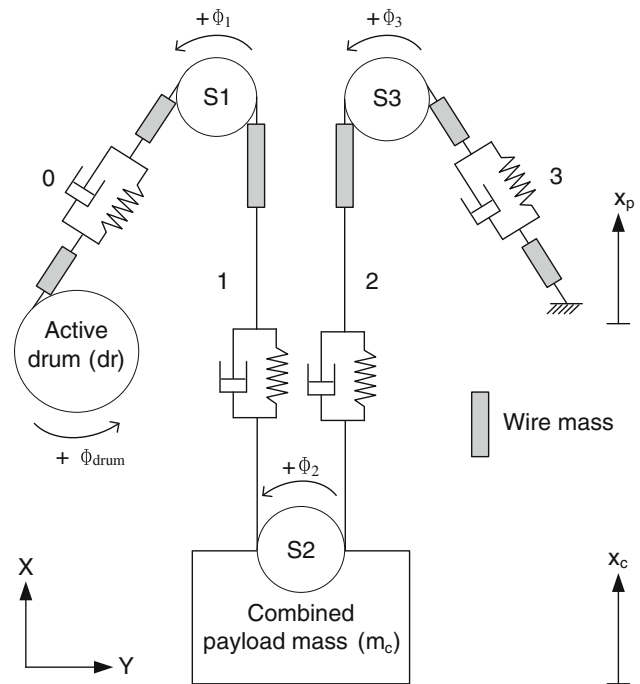 + Φ1
+ Φ3
S1
S3
0
3
xp
1
2
Active
drum (dr)
Wire mass
+ Φdrum
+Φ2
S2
X
xc
Combined
payload mass (mc)
Y